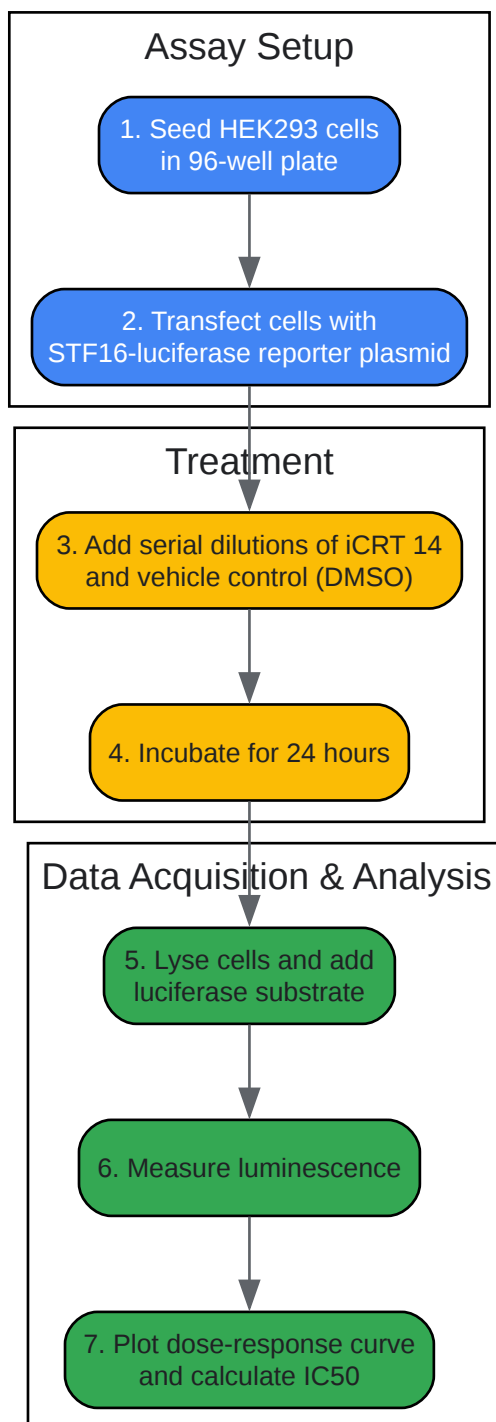 Assay Setup
1. Seed HEK293 cells
in 96-well plate
2. Transfect cells with
STF16-luciferase reporter plasmid
Treatment
3. Add serial dilutions of iCRT 14
and vehicle control (DMSO)
4. Incubate for 24 hours
Data Acquisition & Analysis
5. Lyse cells and add
luciferase substrate
6. Measure luminescence
7. Plot dose-response curve
and calculate IC50